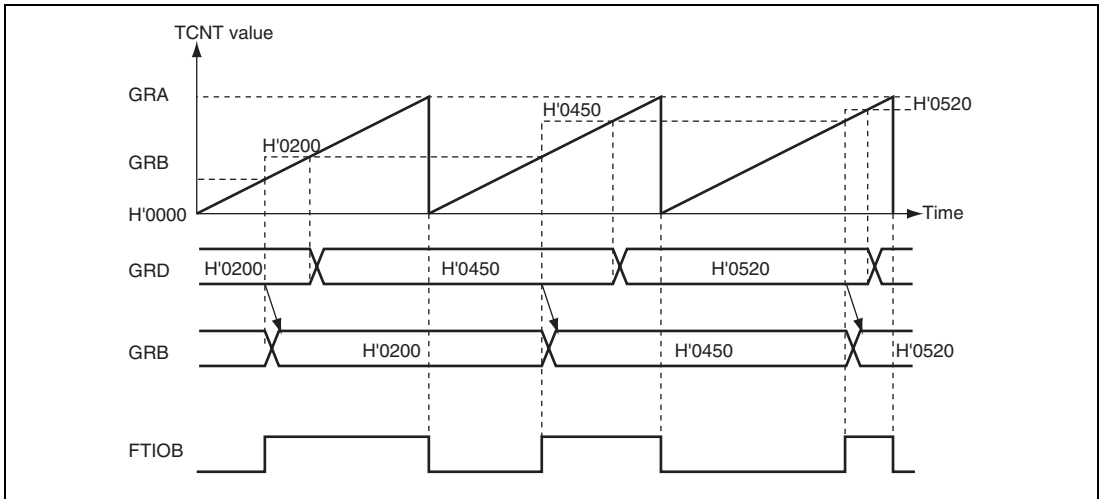 TCNT value
GRA
H'0450
H'0520
H'0200
GRB
H'0000
Time
GRD
H'0200
H'0450
H'0520
GRB
H'0200
H'0450
H'0520
FTIOB